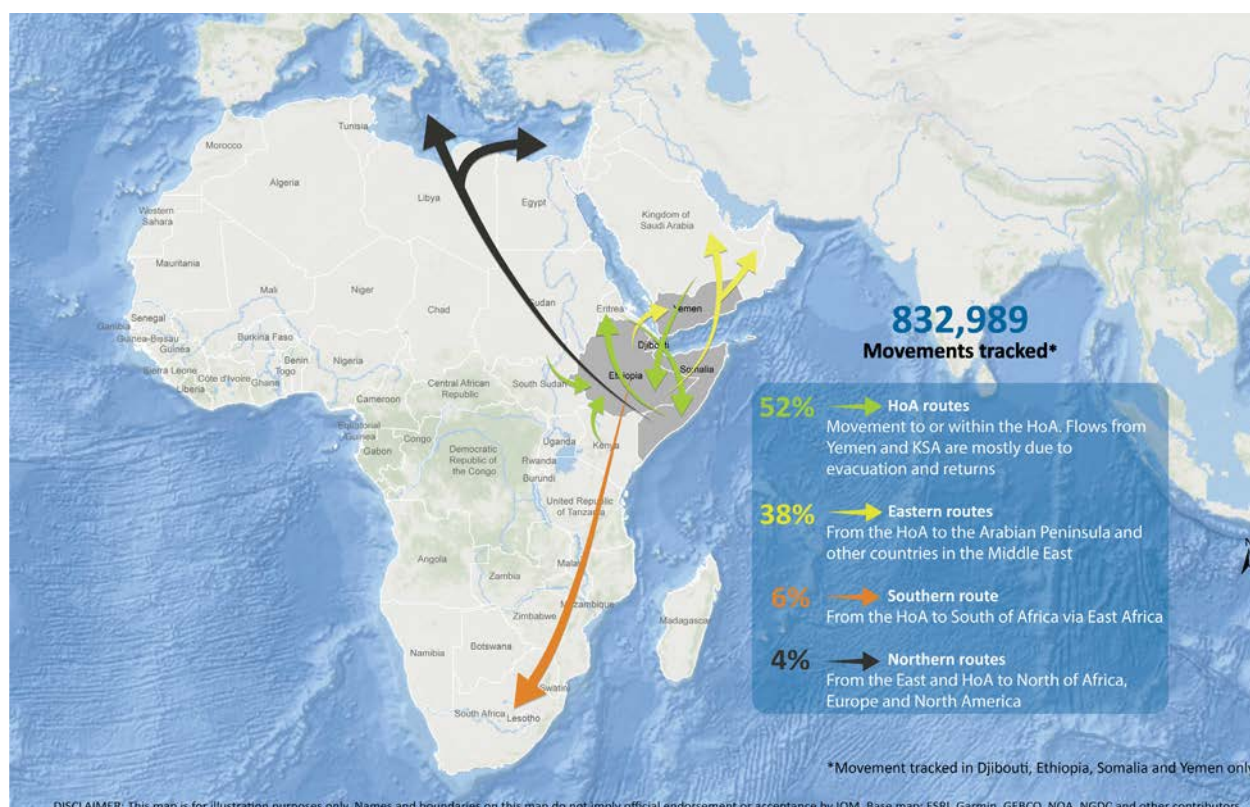 Tunisia
Morocco
Algeria
Libya
Egypt
Western
Sahara
Kingdom of
Saudi Arabia
Mauritania
Mali
Niger
Chad
Sudan
Eritrea
Yemen
Senegal
Gambia
Guinea-Bissau
Guinea
Burkina Faso
Benin
Togo
Nigeria
Sierra Leone
Côte d'Ivoire
Ghana
Liberia
Djibouti
Ethiopia
Somalia
South Sudan
Central African
Republic
Cameroon
Equatorial
Guinea
Gabon
Congo
Democratic
Republic of
the Congo
Uganda
Kenya
Rwanda
Burundi
United Republic
of Tanzania
Angola
Zambia
Malawi
Mozambique
Zimbabwe
Madagascar
Namibia
Botswana
Swatini
South Africa
Lesotho
832,989
Movements tracked*
52% HoA routes
Movement to or within the HoA. Flows from
Yemen and KSA are mostly due to
evacuation and returns
38% Eastern routes
From the HoA to the Arabian Peninsula and
other countries in the Middle East
6% Southern route
From the HoA to South of Africa via East Africa
4% Northern routes
From the East and HoA to North of Africa,
Europe and North America
N
*Movement tracked in Djibouti, Ethiopia, Somalia and Yemen only
DISCLAIMER: This map is for illustration purposes only. Names and boundaries on this map do not imply official endorsement or acceptance by IOM. Base map: ESRI, Garmin, GEBCO, NOA, NGDC and other contributors